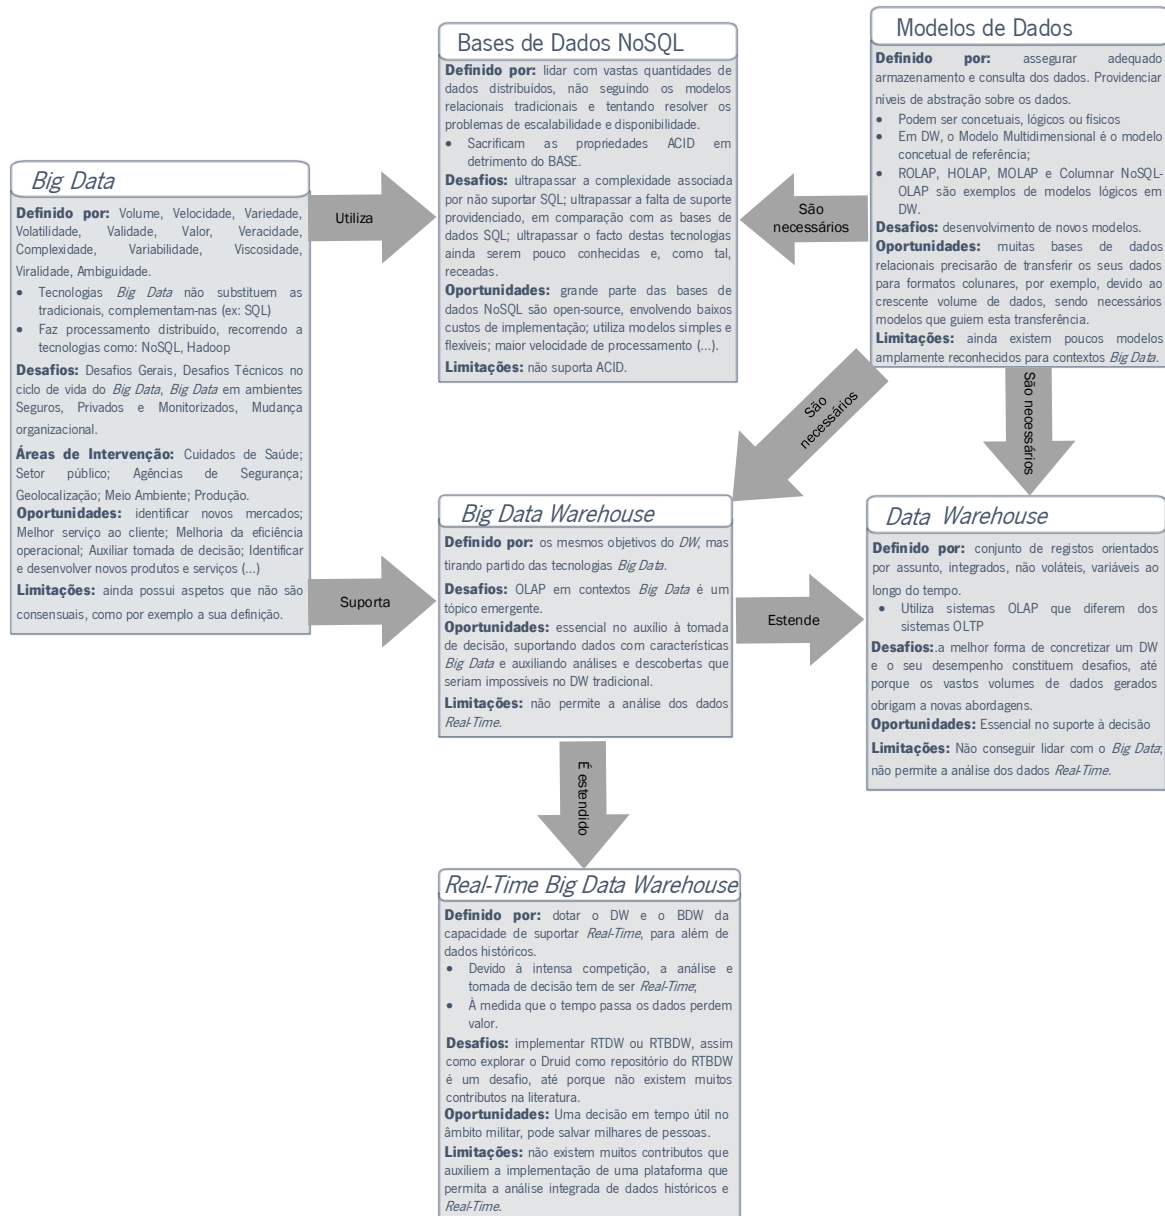 Big Data
Definido por: Volume, Velocidade, Variedade,
Volatilidade, Validade, Valor, Veracidade,
Complexidade, Variabilidade, Viscosidade,
Viralidade, Ambiguidade.
• Tecnologias Big Data não substituem as
tradicionais, complementam-nas (ex: SQL)
• Faz processamento distribuído, recorrendo a
tecnologias como: NoSQL, Hadoop
Desafios: Desafios Gerais, Desafios Técnicos no
ciclo de vida do Big Data, Big Data em ambientes
Seguros, Privados e Monitorizados, Mudança
organizacional.
Áreas de Intervenção: Cuidados de Saúde;
Setor público; Agências de Segurança;
Geolocalização; Meio Ambiente; Produção.
Oportunidades: identificar novos mercados;
Melhor serviço ao cliente; Melhoria da eficiência
operacional; Auxiliar tomada de decisão; Identificar
e desenvolver novos produtos e serviços (...)
Limitações: ainda possui aspetos que não são
consensuais, como por exemplo a sua definição.
Utiliza
Suporta
Bases de Dados NoSQL
Definido por: lidar com vastas quantidades de
dados distribuídos, não seguindo os modelos
relacionais tradicionais e tentando resolver os
problemas de escalabilidade e disponibilidade.
• Sacrificam as propriedades ACID em
detrimento do BASE.
Desafios: ultrapassar a complexidade associada
por não suportar SQL; ultrapassar a falta de suporte
providenciado, em comparação com as bases de
dados SQL; ultrapassar o facto destas tecnologias
ainda serem pouco conhecidas e, como tal,
receadas.
Oportunidades: grande parte das bases de
dados NoSQL são open-source, envolvendo baixos
custos de implementação; utiliza modelos simples e
flexíveis; maior velocidade de processamento (...).
Limitações: não suporta ACID.
São
necessários
Modelos de Dados
Definido por: assegurar adequado
armazenamento e consulta dos dados. Providenciar
níveis de abstração sobre os dados.
• Podem ser concetuais, lógicos ou físicos
• Em DW, o Modelo Multidimensional é o modelo
concetual de referência;
• ROLAP, HOLAP, MOLAP e Columnar NoSQL-
OLAP são exemplos de modelos lógicos em
DW.
Desafios: desenvolvimento de novos modelos.
Oportunidades: muitas bases de dados
relacionais precisarão de transferir os seus dados
para formatos colunares, por exemplo, devido ao
crescente volume de dados, sendo necessários
modelos que guiem esta transferência.
Limitações: ainda existem poucos modelos
amplamente reconhecidos para contextos Big Data.
São
necessários
São necessários
Big Data Warehouse
Definido por: os mesmos objetivos do DW, mas
tirando partido das tecnologias Big Data.
Desafios: OLAP em contextos Big Data é um
tópico emergente.
Oportunidades: essencial no auxílio à tomada
de decisão, suportando dados com características
Big Data e auxiliando análises e descobertas que
seriam impossíveis no DW tradicional.
Limitações: não permite a análise dos dados
Real-Time.
Estende
Data Warehouse
Definido por: conjunto de registos orientados
por assunto, integrados, não voláteis, variáveis ao
longo do tempo.
• Utiliza sistemas OLAP que diferem dos
sistemas OLTP
Desafios:.a melhor forma de concretizar um DW
e o seu desempenho constituem desafios, até
porque os vastos volumes de dados gerados
obrigam a novas abordagens.
Oportunidades: Essencial no suporte à decisão
Limitações: Não conseguir lidar com o Big Data;
não permite a análise dos dados Real-Time.
É estendido
Real-Time Big Data Warehouse
Definido por: dotar o DW e o BDW da
capacidade de suportar Real-Time, para além de
dados históricos.
• Devido à intensa competição, a análise e
tomada de decisão tem de ser Real-Time;
• À medida que o tempo passa os dados perdem
valor.
Desafios: implementar RTDW ou RTBDW, assim
como explorar o Druid como repositório do RTBDW
é um desafio, até porque não existem muitos
contributos na literatura.
Oportunidades: Uma decisão em tempo útil no
âmbito militar, pode salvar milhares de pessoas.
Limitações: não existem muitos contributos que
auxiliem a implementação de uma plataforma que
permita a análise integrada de dados históricos e
Real-Time.